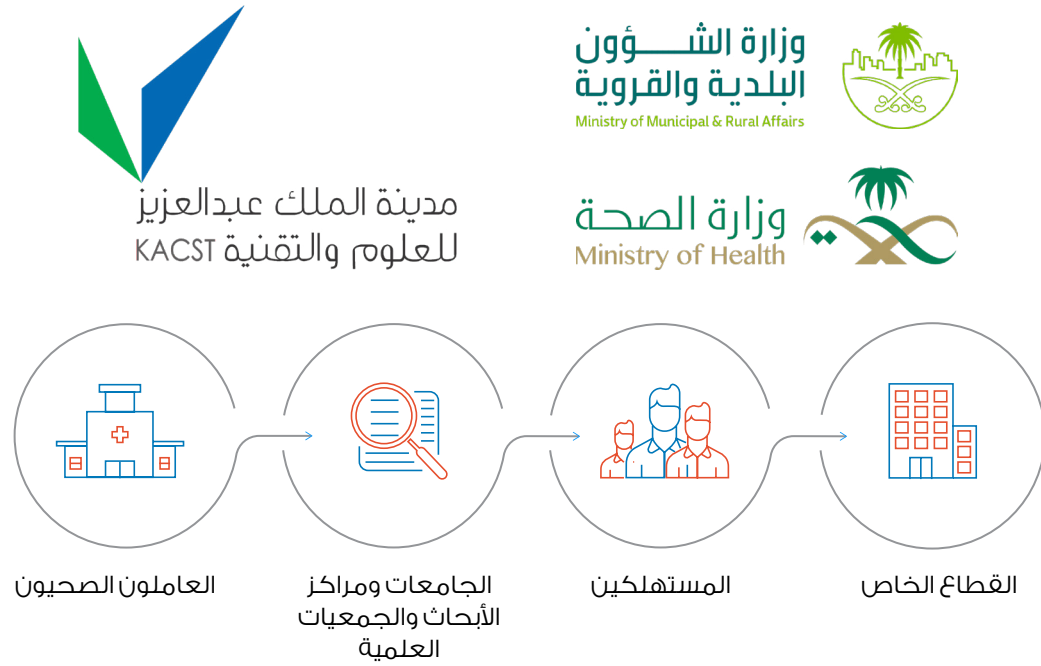 وزارة الشـــؤون
البلدية والقروية
Ministry of Municipal & Rural Affairs
مدينة الملك عبدالعزيز
للعلوم والتقنية KACST
وزارة الصحـة
Ministry of Health
القطاع الخاص
المستهلكين
الجامعات ومراكز
الأبحاث والجمعيات
العلمية
العاملون الصحيون